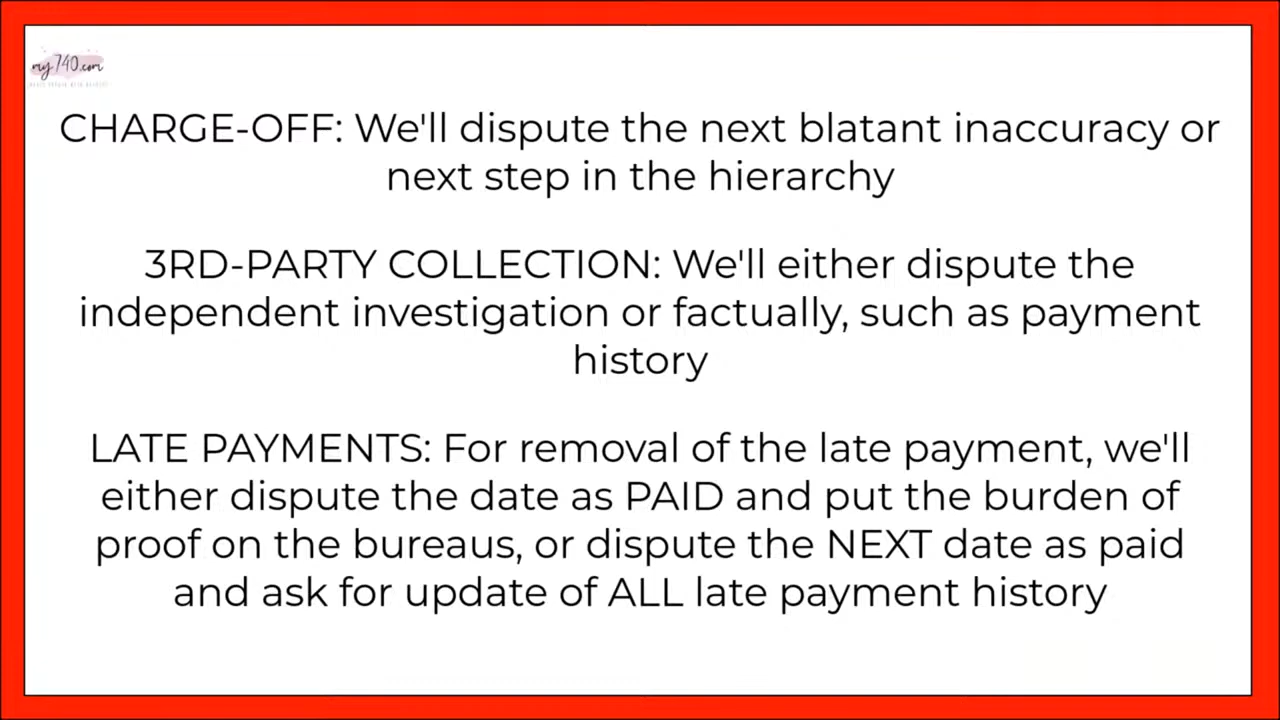 my740.com
CHARGE-OFF: We'll dispute the next blatant inaccuracy or
next step in the hierarchy
3RD-PARTY COLLECTION: We'll either dispute the
independent investigation or factually, such as payment
history
LATE PAYMENTS: For removal of the late payment, we'll
either dispute the date as PAID and put the burden of
proof on the bureaus, or dispute the NEXT date as paid
and ask for update of ALL late payment history